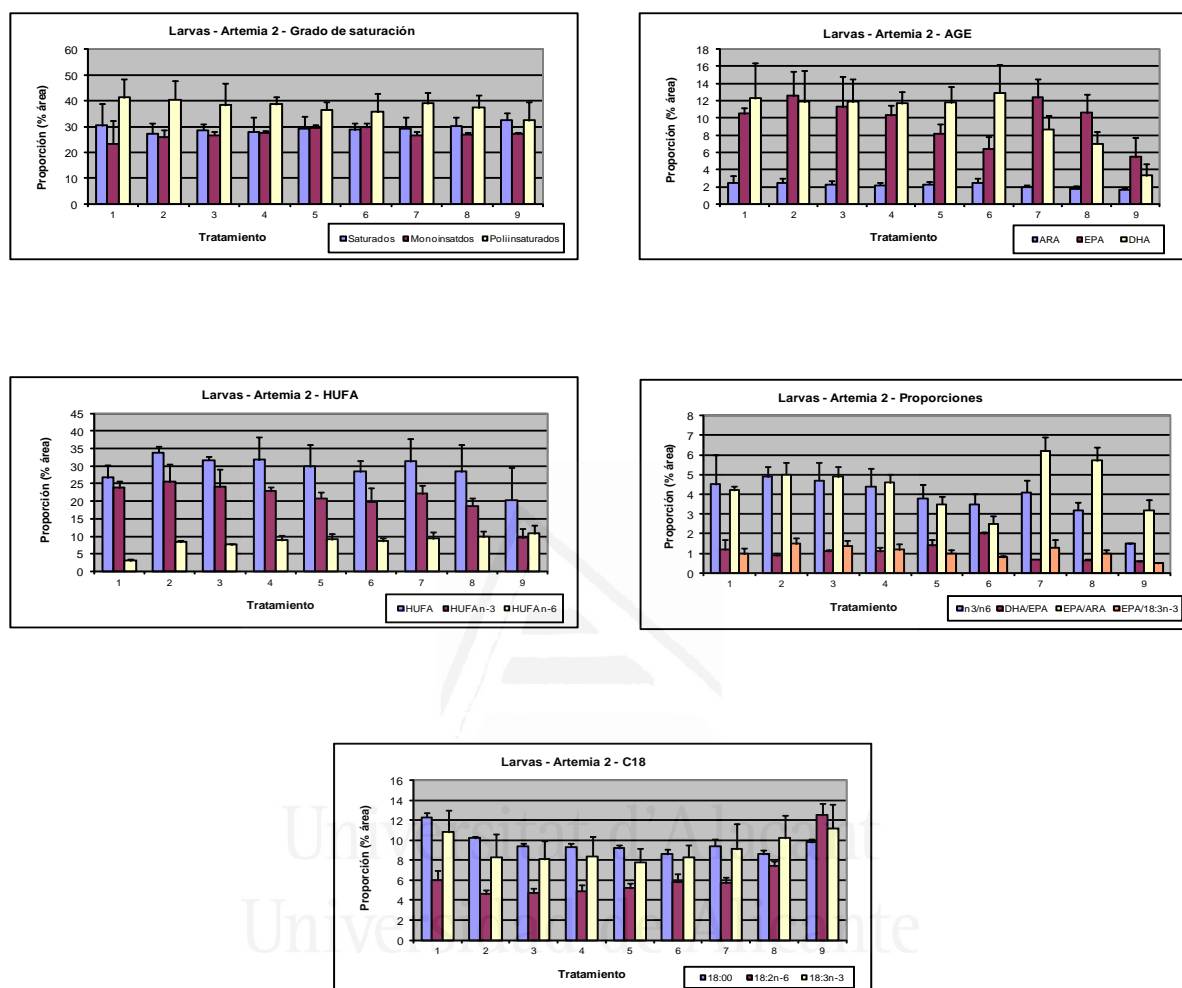 Larvas - Artemia 2 - Grado de saturación
Proporción (% área)
60
50
40
30
20
10
0
1 2 3 4 5 6 7 8 9
Tratamiento
Saturados Monoinsatdos Poliinsaturados
Larvas - Artemia 2 - AGE
Proporción (% área)
18
16
14
12
10
8
6
4
2
0
1 2 3 4 5 6 7 8 9
Tratamiento
ARA EPA DHA
Larvas - Artemia 2 - HUFA
Proporción (% área)
45
40
35
30
25
20
15
10
5
0
1 2 3 4 5 6 7 8 9
Tratamiento
HUFA HUFA n-3 HUFA n-6
Larvas - Artemia 2 - Proporciones
Proporción (% área)
8
7
6
5
4
3
2
1
0
1 2 3 4 5 6 7 8 9
Tratamiento
n3/n6 DHA/EPA EPA/ARA EPA/18:3n-3
Larvas - Artemia 2 - C18
Proporción (% área)
16
14
12
10
8
6
4
2
0
1 2 3 4 5 6 7 8 9
Tratamiento
18:00 18:2n-6 18:3n-3
Universitat d'Alacant
Universidad de Alicante